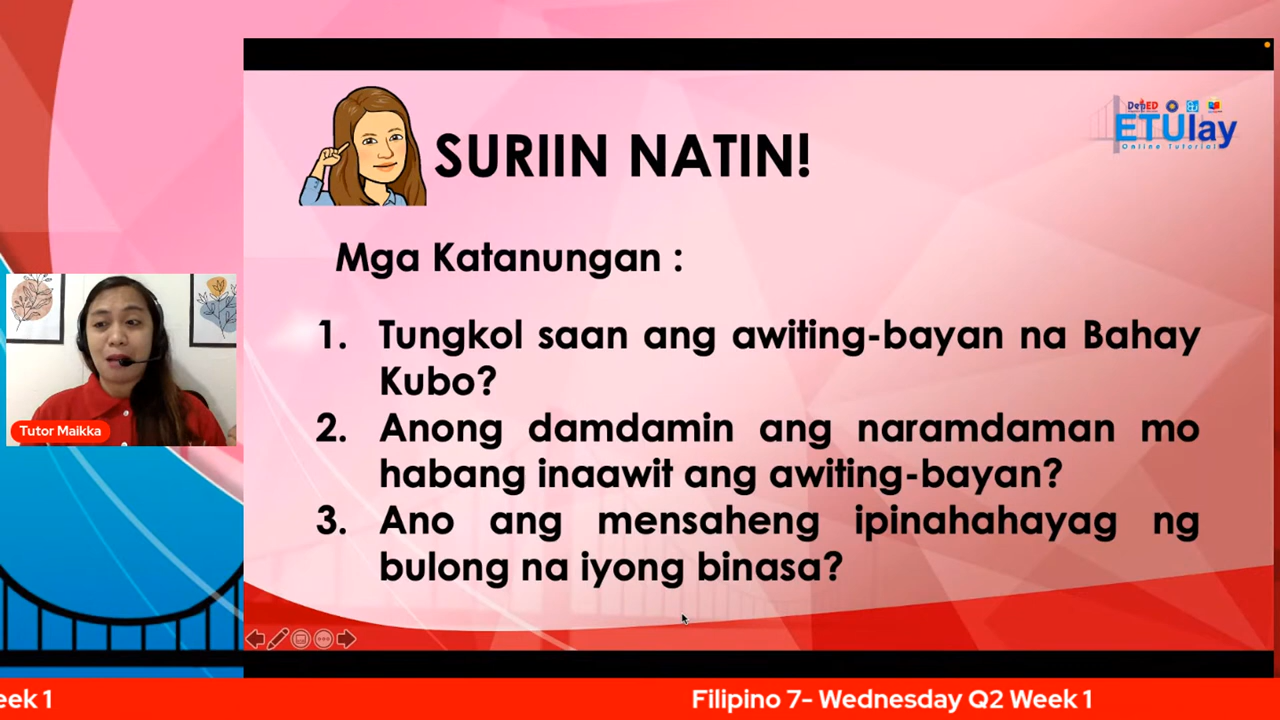 DepED
ETUlay
Online Tutorial
SURIIN NATIN!
Mga Katanungan :
1. Tungkol saan ang awiting-bayan na Bahay
Kubo?
2. Anong damdamin ang naramdaman mo
habang inaawit ang awiting-bayan?
3. Ano ang mensaheng ipinahahayag ng
bulong na iyong binasa?
Tutor Maikka
eek 1
Filipino 7- Wednesday Q2 Week 1